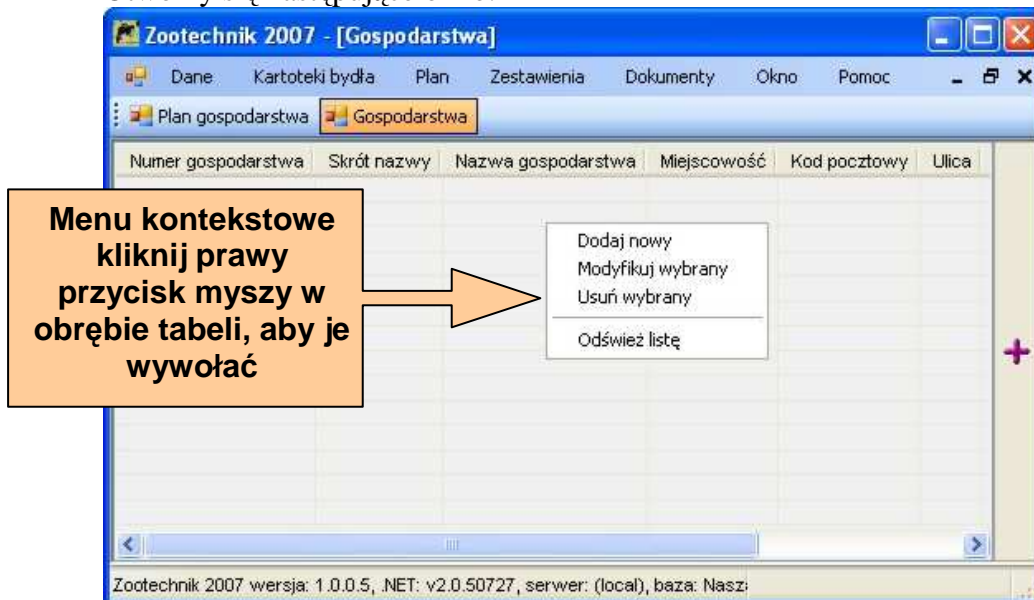 Zootechnik 2007 - [Gospodarstwa]
Dane Kartoteki bydła Plan Zestawienia Dokumenty Okno Pomoc
Plan gospodarstwa Gospodarstwa
Numer gospodarstwa Skrót nazwy Nazwa gospodarstwa Miejscowość Kod pocztowy Ulica
Menu kontekstowe
kliknij prawy
przycisk myszy w
obrębie tabeli, aby je
wywołać
Dodaj nowy
Modyfikuj wybrany
Usuń wybrany
Odśwież listę
Zootechnik 2007 wersja: 1.0.0.5, .NET: v2.0.50727, serwer: (local), baza: Nasz